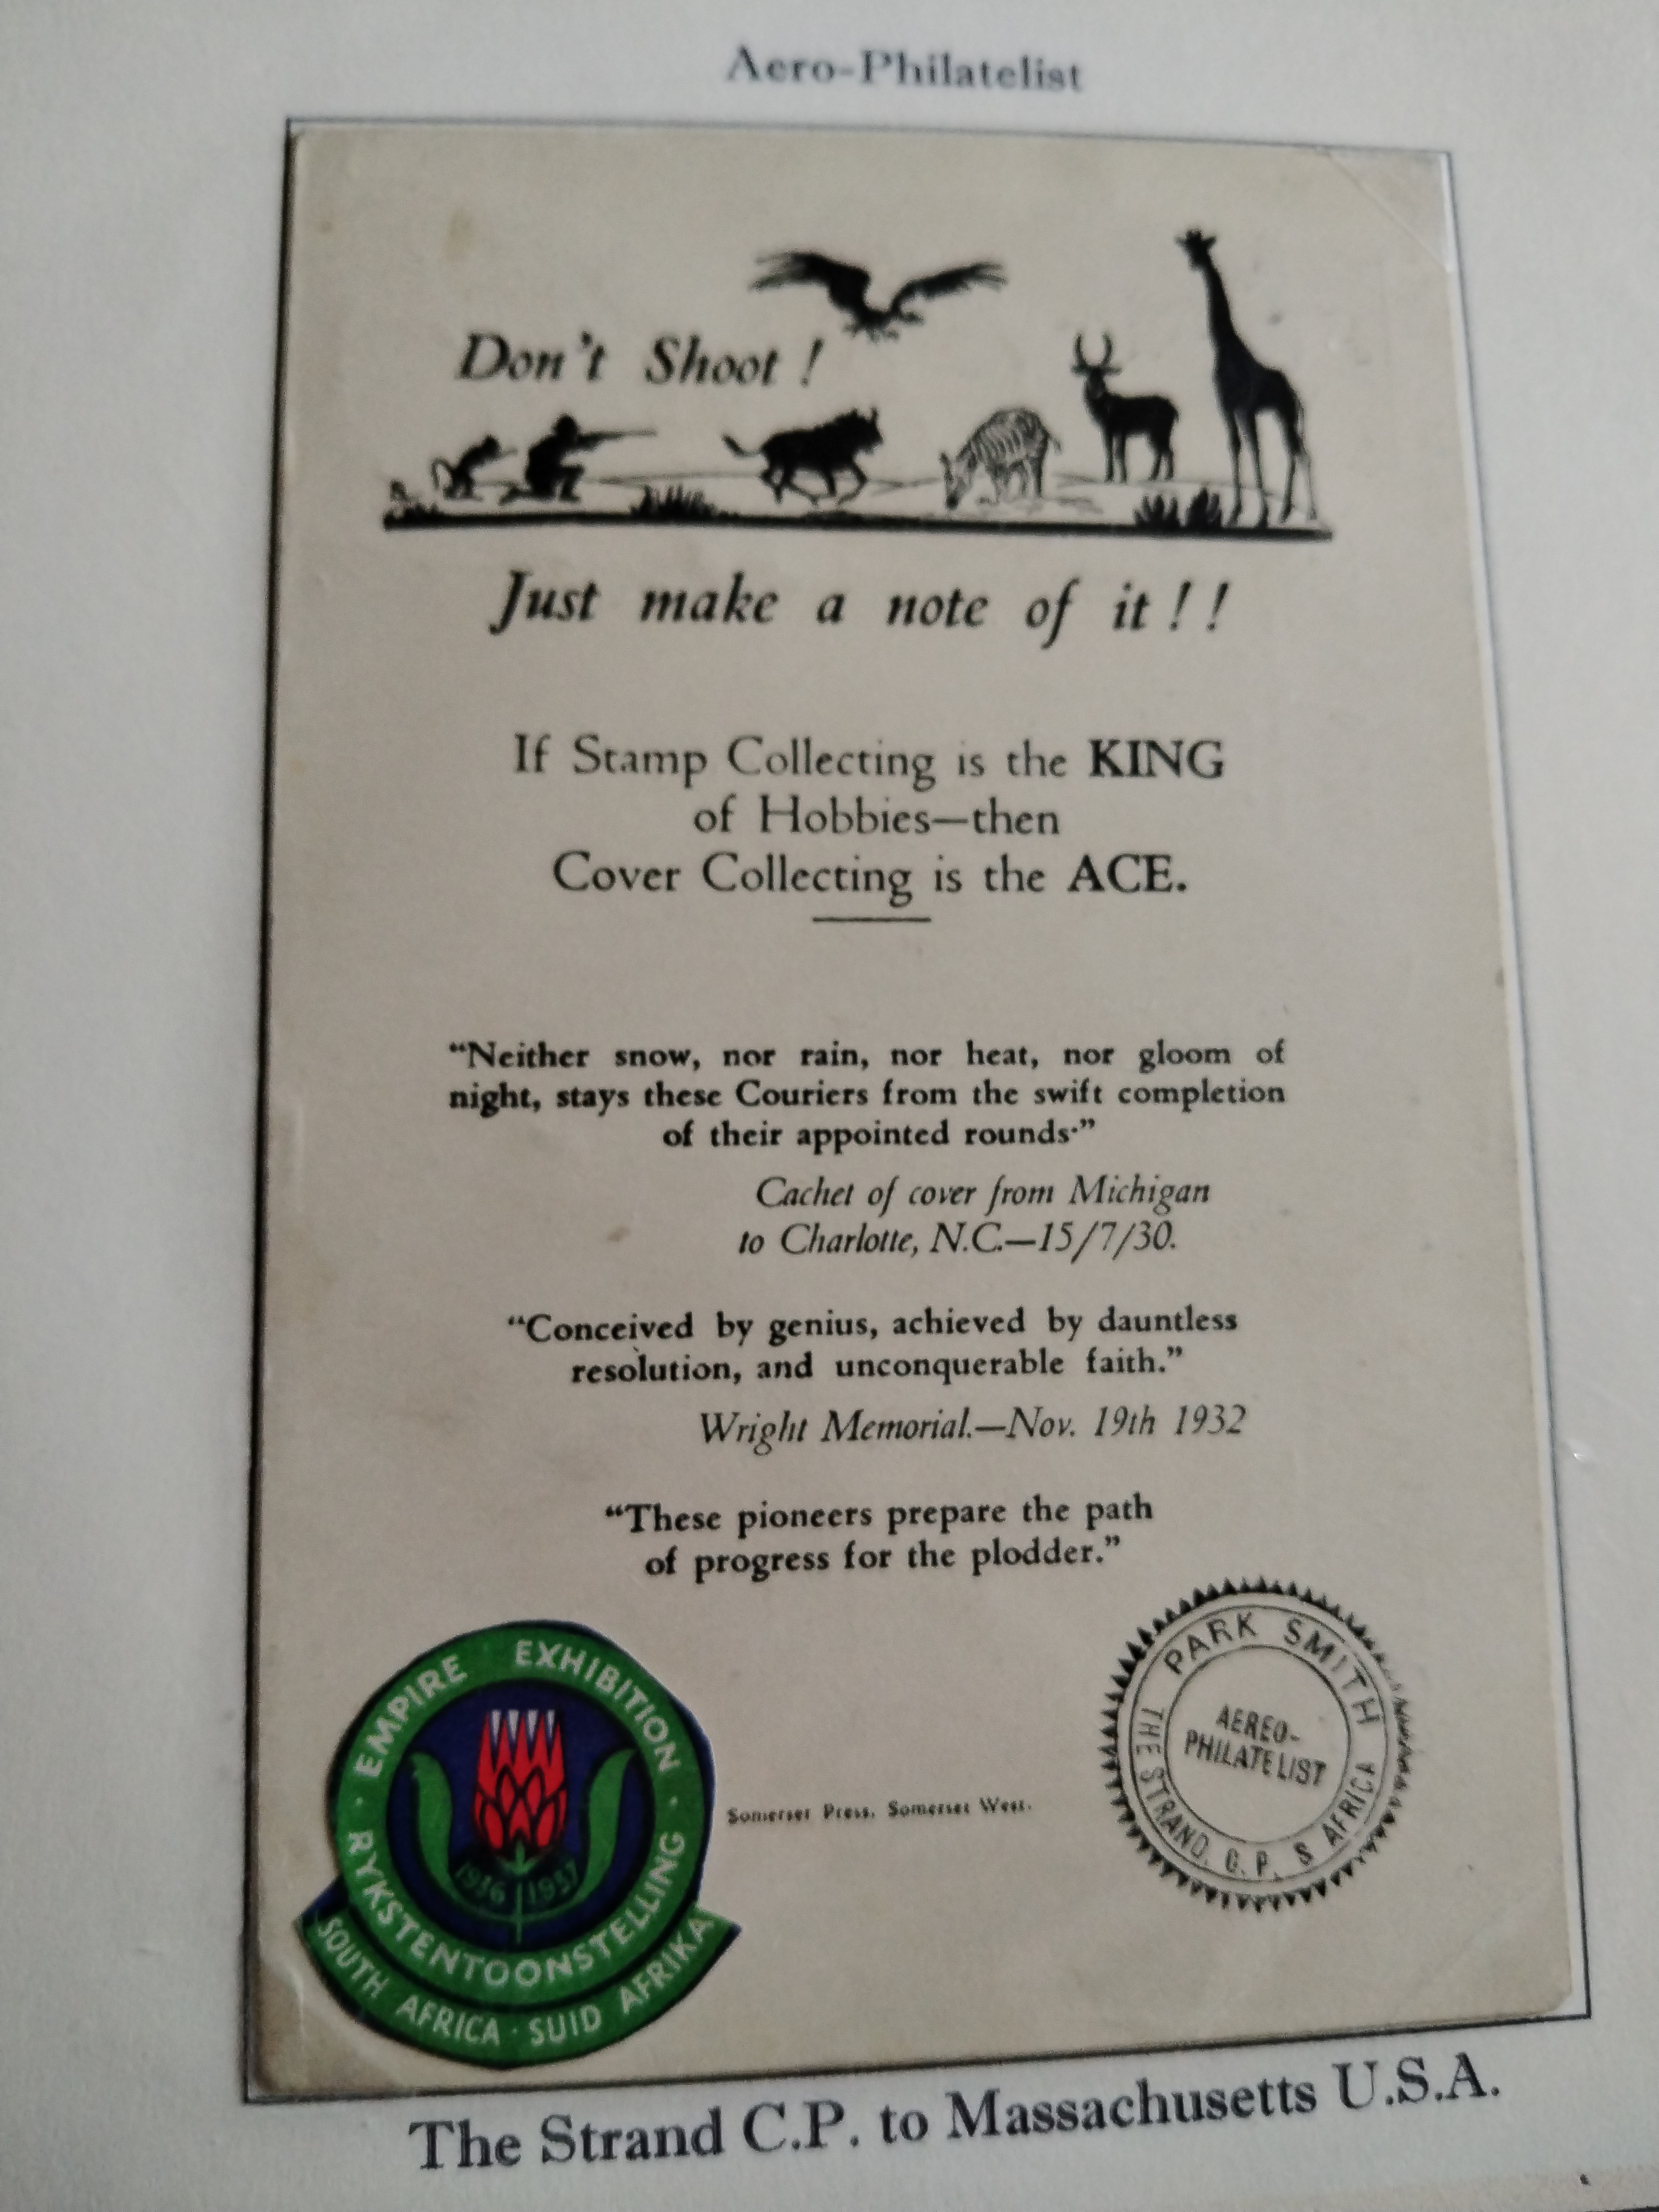 Aero-Philatelist
Don't Shoot !
Just make a note of it ! !
If Stamp Collecting is the KING
of Hobbies—then
Cover Collecting is the ACE.
“Neither snow, nor rain, nor heat, nor gloom of
night, stays these Couriers from the swift completion
of their appointed rounds·”
Cachet of cover from Michigan
to Charlotte, N.C.—15/7/30.
“Conceived by genius, achieved by dauntless
resolution, and unconquerable faith.”
Wright Memorial.—Nov. 19th 1932
“These pioneers prepare the path
of progress for the plodder.”
EMPIRE EXHIBITION
1936 1937
· RYKSTENTOONSTELLING ·
SOUTH AFRICA · SUID AFRIKA
Somerset Press, Somerset West.
PARK SMITH
AEREO-
PHILATELIST
THE STRAND, C. P. S AFRICA
The Strand C.P. to Massachusetts U.S.A.